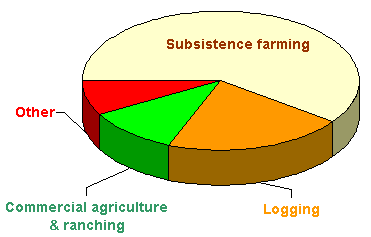 Subsistence farming
Other
Commercial agriculture
& ranching
Logging